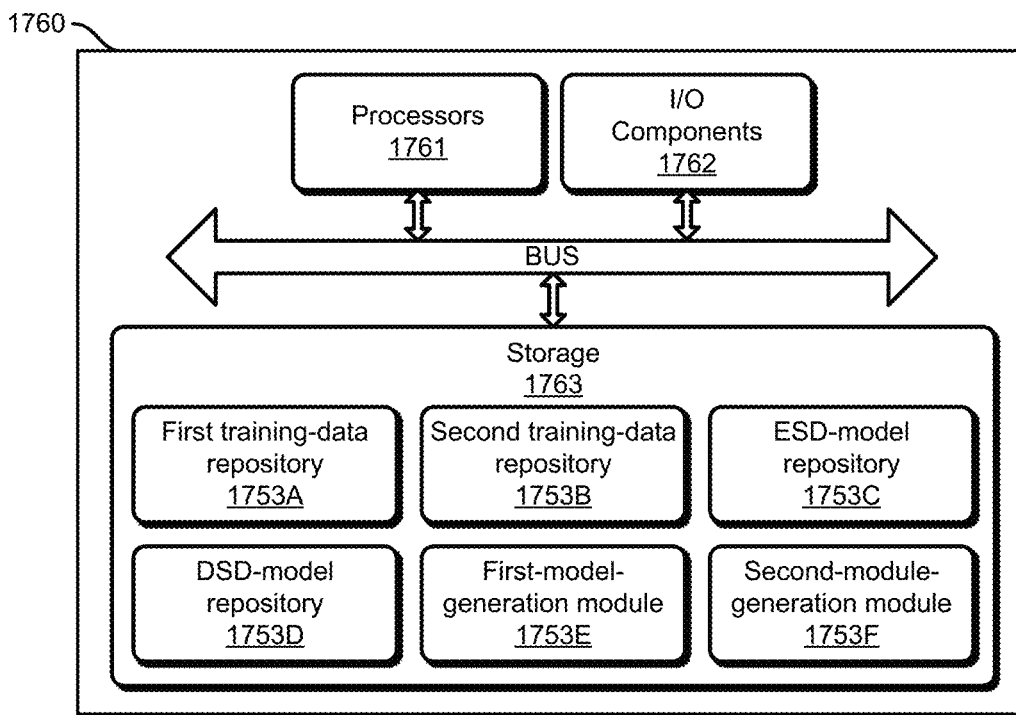 1760
Processors
1761
I/O
Components
1762
BUS
Storage
1763
First training-data
repository
1753A
Second training-data
repository
1753B
ESD-model
repository
1753C
DSD-model
repository
1753D
First-model-
generation module
1753E
Second-module-
generation module
1753F